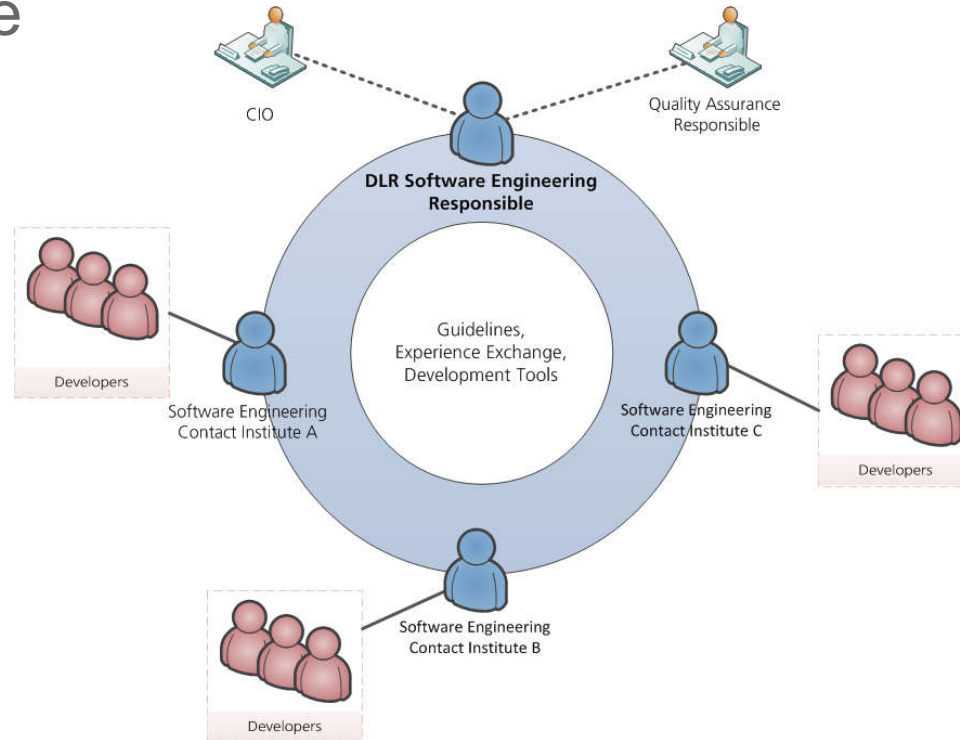 e
CIO
Quality Assurance
Responsible
DLR Software Engineering
Responsible
Developers
Software Engineering
Contact Institute A
Guidelines,
Experience Exchange,
Development Tools
Software Engineering
Contact Institute C
Developers
Software Engineering
Contact Institute B
Developers